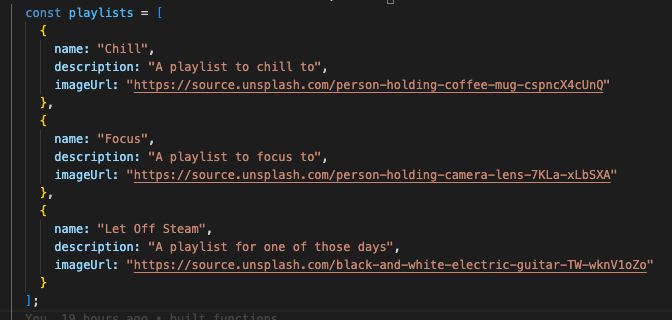 const playlists = [
{
name: "Chill",
description: "A playlist to chill to",
imageUrl: "https://source.unsplash.com/person-holding-coffee-mug-cspncX4cUnQ"
},
{
name: "Focus",
description: "A playlist to focus to",
imageUrl: "https://source.unsplash.com/person-holding-camera-lens-7KLa-xLbSXA"
},
{
name: "Let Off Steam",
description: "A playlist for one of those days",
imageUrl: "https://source.unsplash.com/black-and-white-electric-guitar-TW-wknV1oZo"
}
];
You, 19 hours ago • built functions